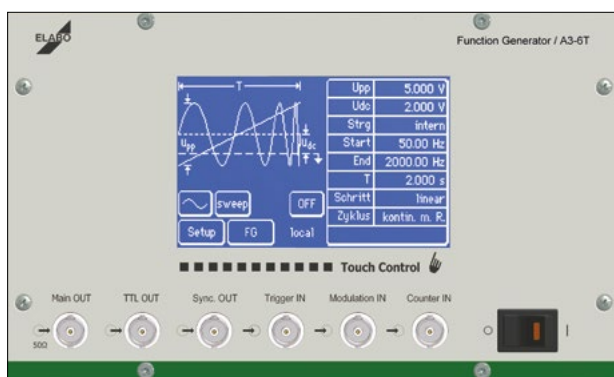 ELABO
Function Generator / A3-6T
T
Upp
Udc
Upp 5.000 V
Udc 2.000 V
Strg intern
Start 50.00 Hz
End 2000.00 Hz
T 2.000 s
Schritt linear
Zyklus kontin. m. R.
sweep
OFF
Setup
FG
local
Touch Control
Main OUT
TTL OUT
Sync. OUT
Trigger IN
Modulation IN
Counter IN
50Ω
O
I